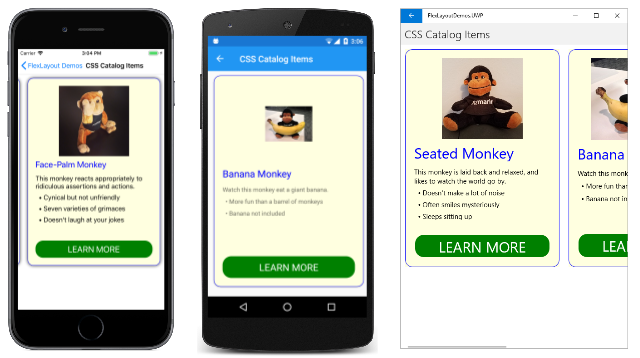 Carrier 3:04 PM
FlexLayout Demos CSS Catalog Items
Face-Palm Monkey
This monkey reacts appropriately to
ridiculous assertions and actions.
• Cynical but not unfriendly
• Seven varieties of grimaces
• Doesn't laugh at your jokes
LEARN MORE
3:06
CSS Catalog Items
Banana Monkey
Watch this monkey eat a giant banana.
• More fun than a barrel of monkeys
• Banana not included
LEARN MORE
FlexLayoutDemos.UWP
CSS Catalog Items
Seated Monkey
This monkey is laid back and relaxed, and
likes to watch the world go by.
• Doesn't make a lot of noise
• Often smiles mysteriously
• Sleeps sitting up
LEARN MORE
Banana
Watch this monk
• More fun than
• Banana not in
LEA